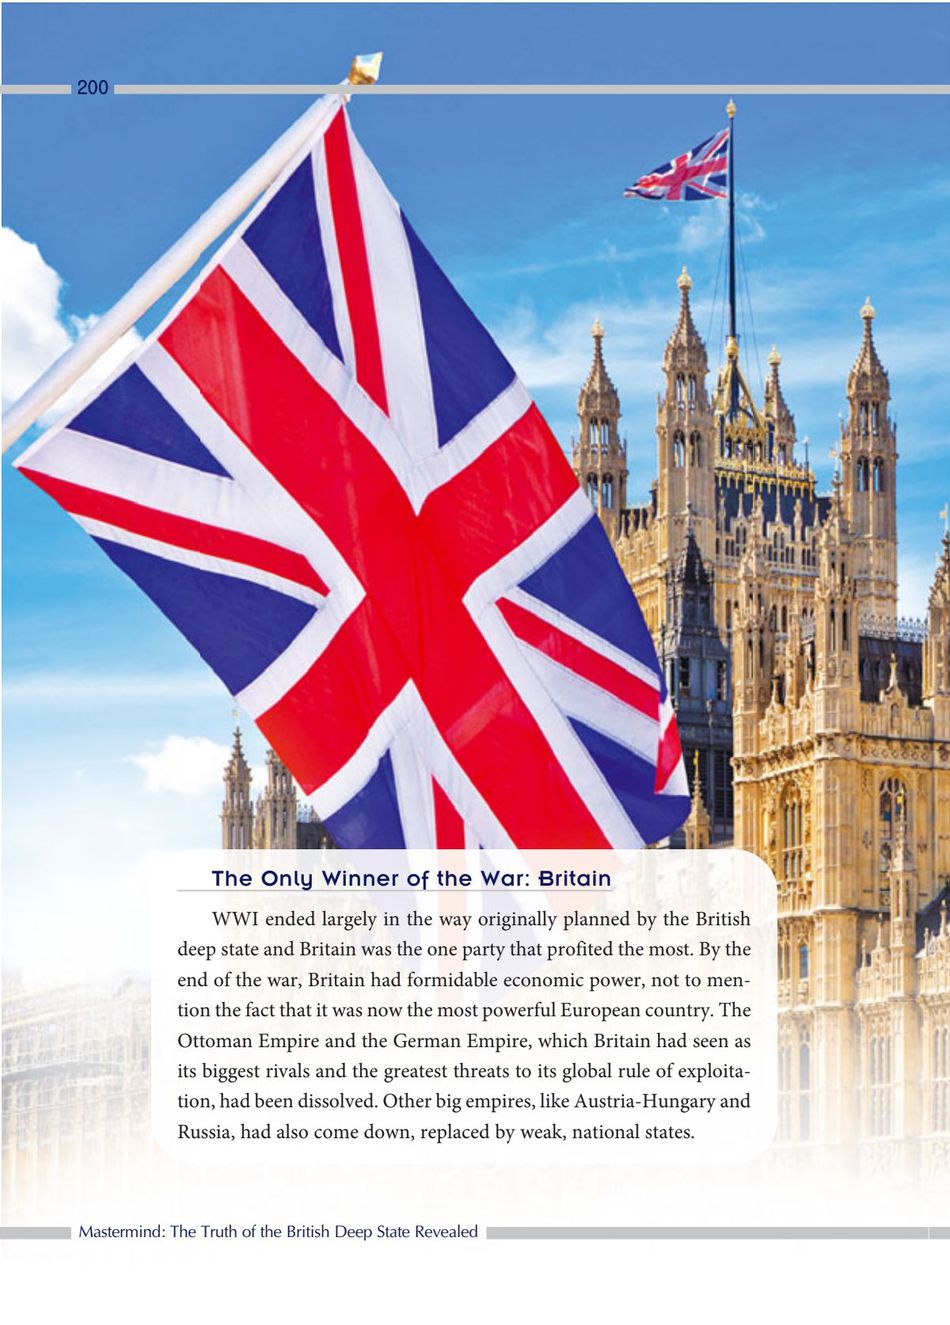 200
The Only Winner of the War: Britain
WWI ended largely in the way originally planned by the British
deep state and Britain was the one party that profited the most. By the
end of the war, Britain had formidable economic power, not to men-
tion the fact that it was now the most powerful European country. The
Ottoman Empire and the German Empire, which Britain had seen as
its biggest rivals and the greatest threats to its global rule of exploita-
tion, had been dissolved. Other big empires, like Austria-Hungary and
Russia, had also come down, replaced by weak, national states.
Mastermind: The Truth of the British Deep State Revealed